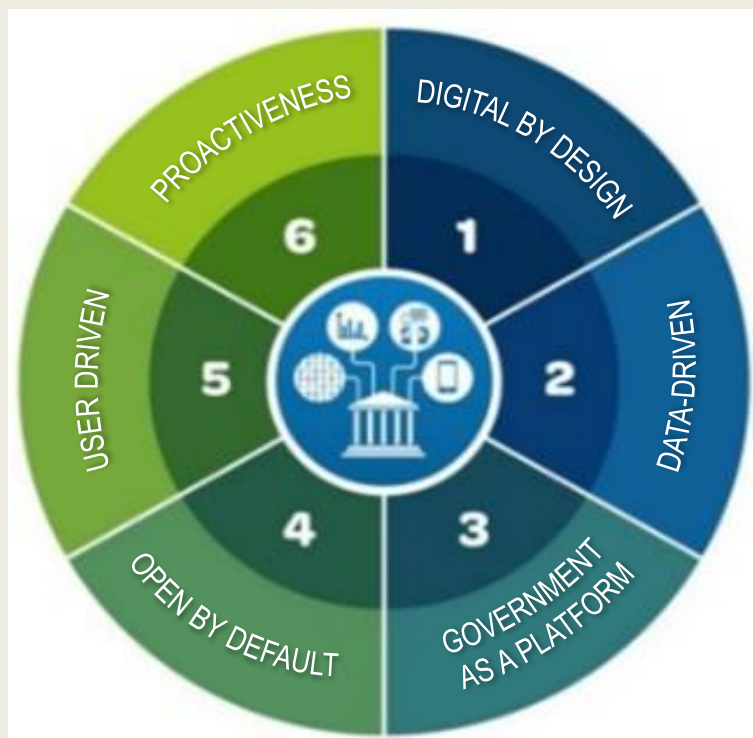 DIGITAL BY DESIGN
1
DATA-DRIVEN
2
GOVERNMENT
AS A PLATFORM
3
OPEN BY DEFAULT
4
USER DRIVEN
5
PROACTIVENESS
6